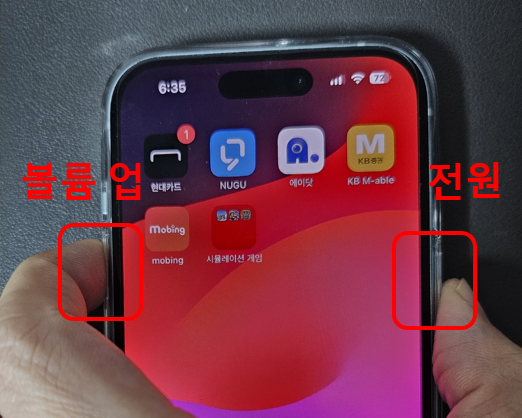 6:35
72
1
현대카드
NUGU
A.
에이닷
M
KB증권
KB M-able
볼륨 업
전원
mobing
mobing
시뮬레이션 게임